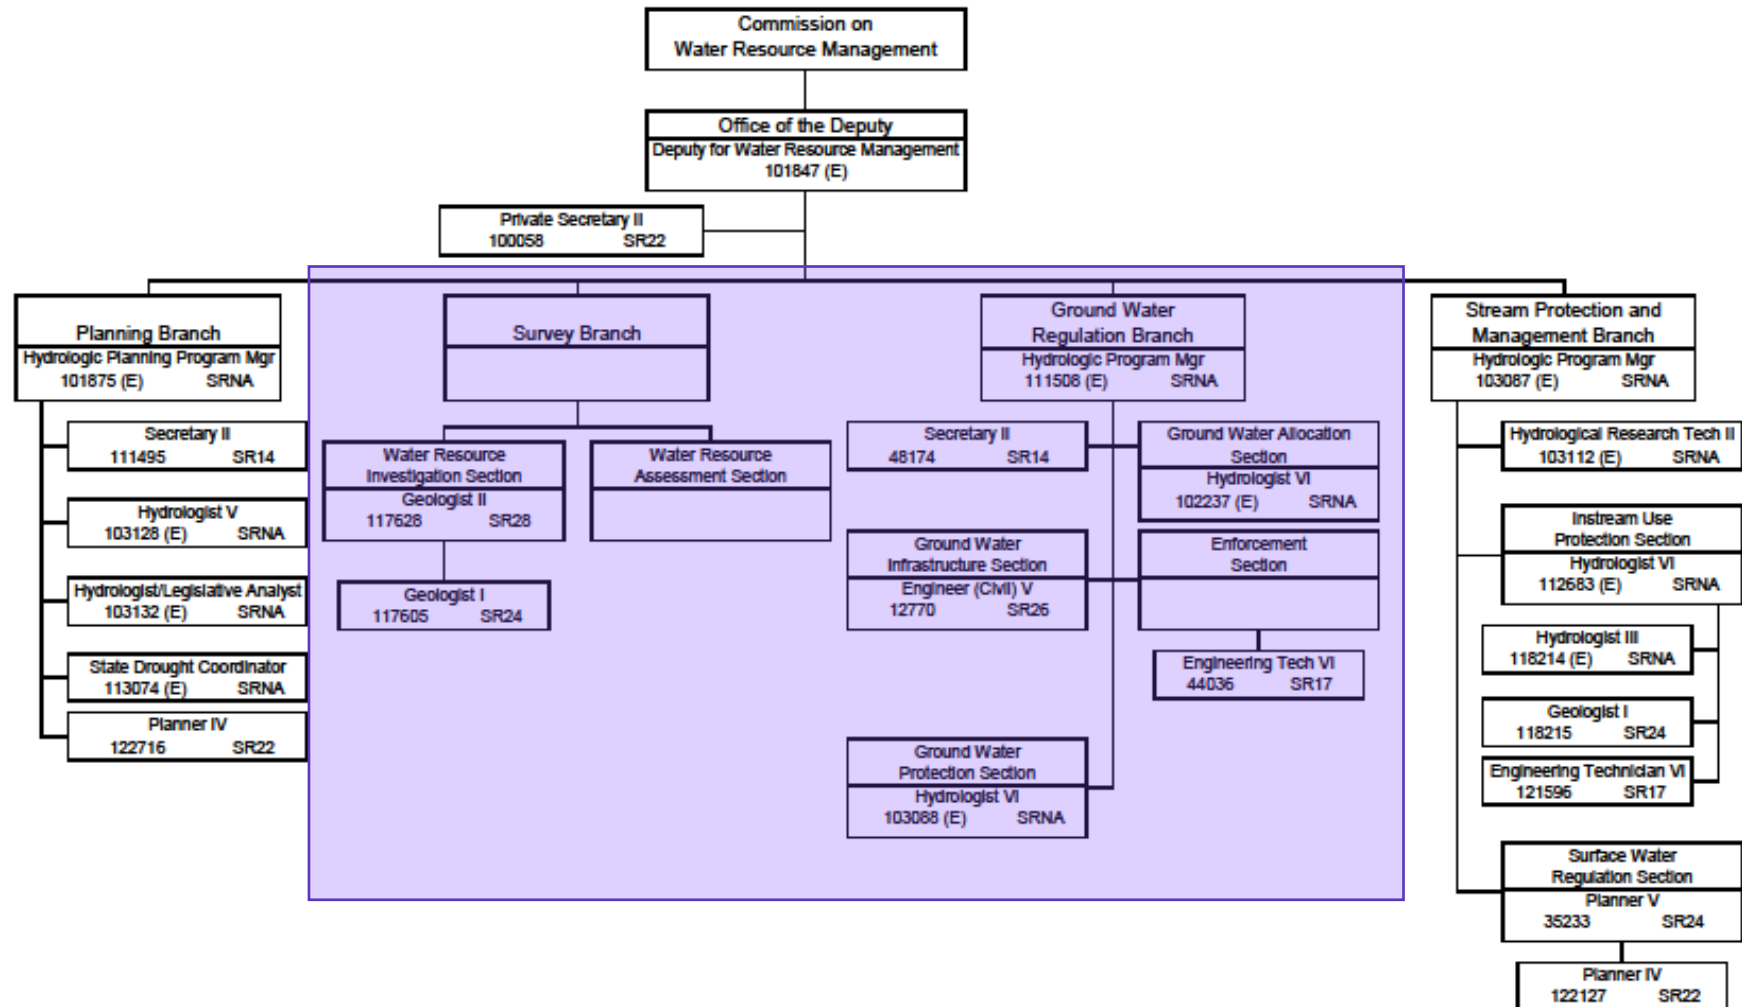 Commission on
Water Resource Management
Office of the Deputy
Deputy for Water Resource Management
101847 (E)
Private Secretary II
100058 SR22
Planning Branch
Hydrologic Planning Program Mgr
101875 (E) SRNA
Secretary II
111495 SR14
Hydrologist V
103128 (E) SRNA
Hydrologist/Legislative Analyst
103132 (E) SRNA
State Drought Coordinator
113074 (E) SRNA
Planner IV
122716 SR22
Survey Branch
Water Resource
Investigation Section
Geologist II
117628 SR28
Geologist I
117605 SR24
Water Resource
Assessment Section
Ground Water
Regulation Branch
Hydrologic Program Mgr
111508 (E) SRNA
Secretary II
48174 SR14
Ground Water Allocation
Section
Hydrologist VI
102237 (E) SRNA
Ground Water
Infrastructure Section
Engineer (Civil) V
12770 SR26
Enforcement
Section
Engineering Tech VI
44036 SR17
Ground Water
Protection Section
Hydrologist VI
103088 (E) SRNA
Stream Protection and
Management Branch
Hydrologic Program Mgr
103087 (E) SRNA
Hydrological Research Tech II
103112 (E) SRNA
Instream Use
Protection Section
Hydrologist VI
112683 (E) SRNA
Hydrologist III
118214 (E) SRNA
Geologist I
118215 SR24
Engineering Technician VI
121596 SR17
Surface Water
Regulation Section
Planner V
35233 SR24
Planner IV
122127 SR22